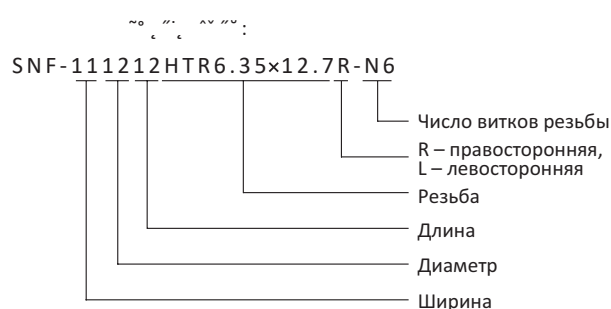 SNF-111212HTR6.35×12.7R-N6
Число витков резьбы
R – правосторонняя,
L – левосторонняя
Резьба
Длина
Диаметр
Ширина